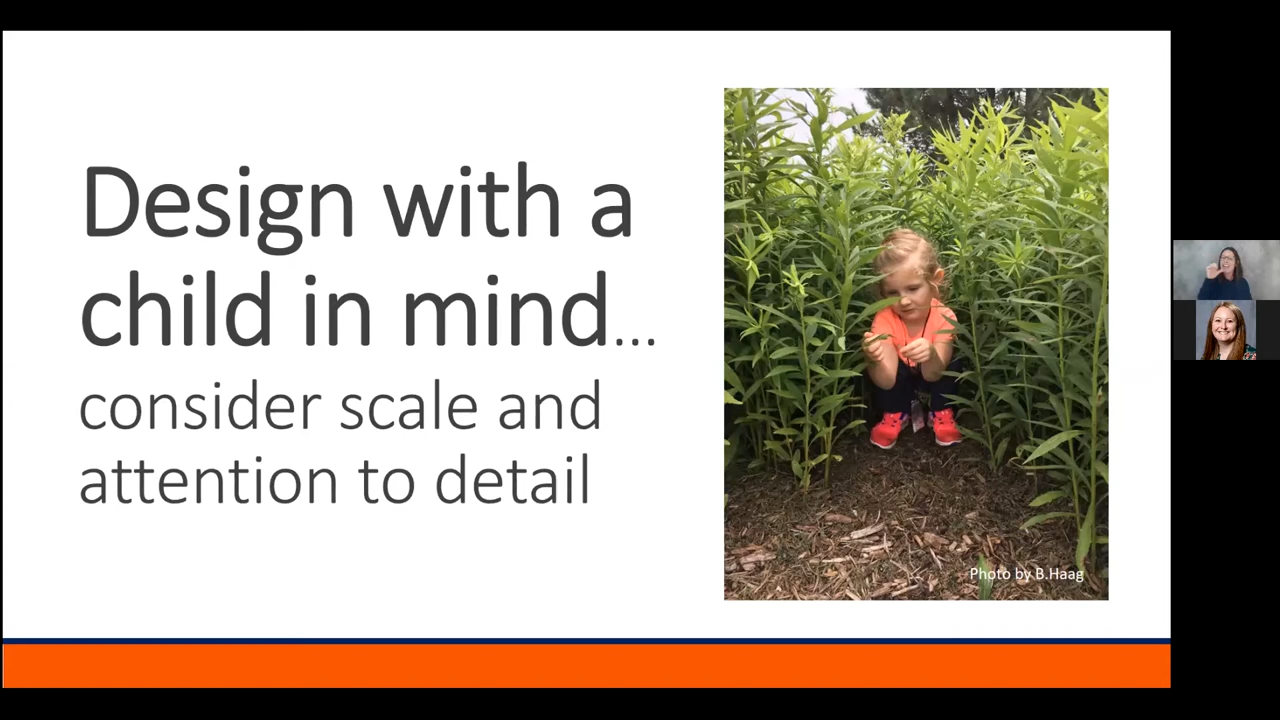 Design with a
child in mind...
consider scale and
attention to detail
Photo by B.Haag